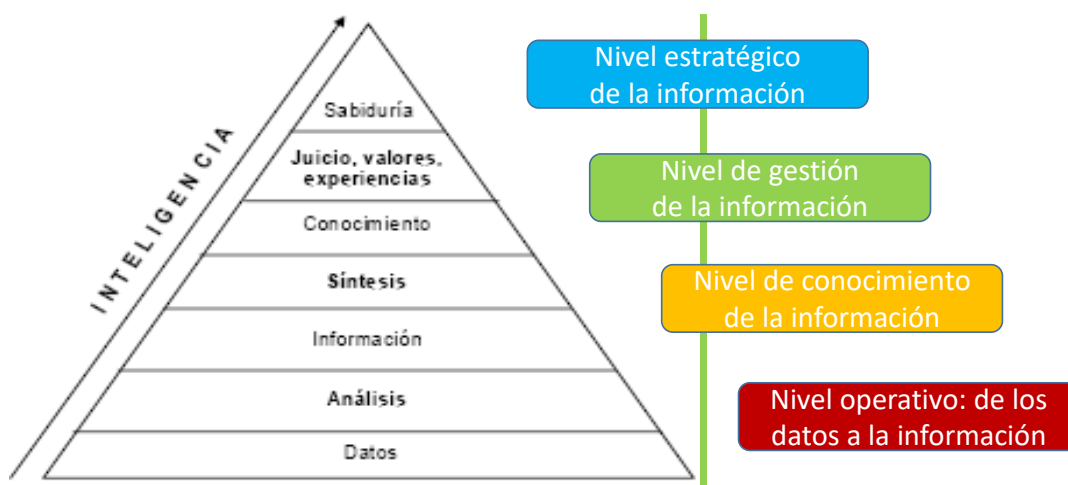 INTELIGENCIA
Sabiduría
Juicio, valores,
experiencias
Conocimiento
Síntesis
Información
Análisis
Datos
Nivel estratégico
de la información
Nivel de gestión
de la información
Nivel de conocimiento
de la información
Nivel operativo: de los
datos a la información